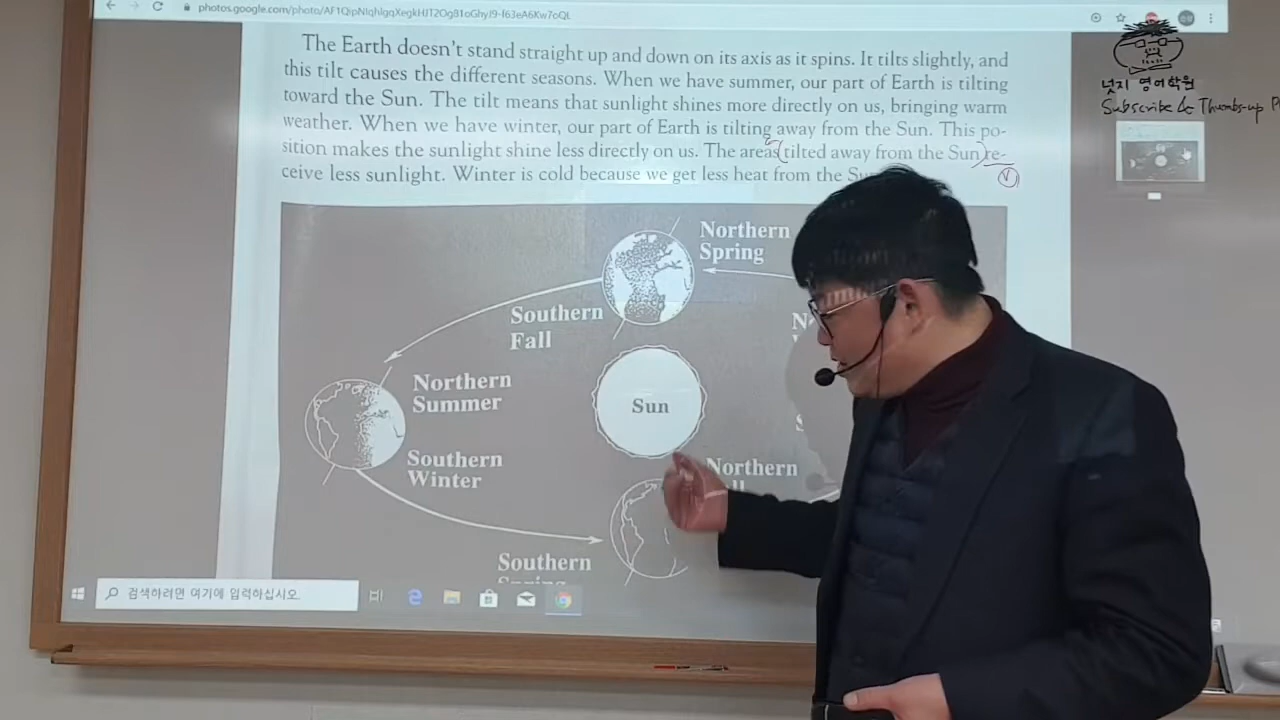 photos.google.com/photo/AF1QipNIqhIgqXegkHJT2OgB1oGhyJ9-f63eA6Kw7oQL
The Earth doesn't stand straight up and down on its axis as it spins. It tilts slightly, and
this tilt causes the different seasons. When we have summer, our part of Earth is tilting
toward the Sun. The tilt means that sunlight shines more directly on us, bringing warm
weather. When we have winter, our part of Earth is tilting away from the Sun. This po-
sition makes the sunlight shine less directly on us. The areas (tilted away from the Sun) re-
ceive less sunlight. Winter is cold because we get less heat from the Su
V
넛지 영어학원
Subscribe & Thumbs-up
Northern
Spring
Southern
Fall
Northern
Summer
Sun
Southern
Winter
Northern
Southern
Spring
검색하려면 여기에 입력하십시오.